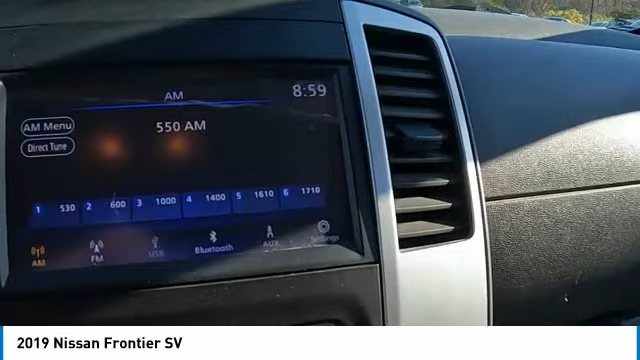 AM
8:59
AM Menu
550 AM
Direct Tune
1 530 2 600 3 1000 4 1400 5 1610 6 1710
AM FM USB Bluetooth AUX Settings
2019 Nissan Frontier SV